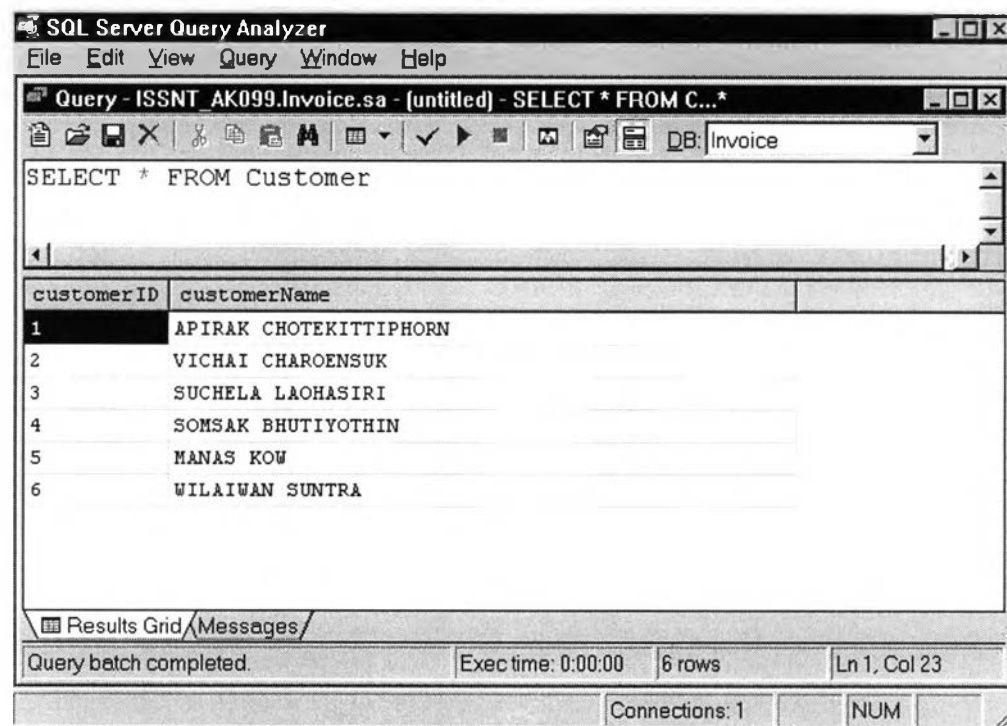 SQL Server Query Analyzer
File Edit View Query Window Help
Query - ISSNT_AK099.Invoice.sa - (untitled) - SELECT * FROM C...*
DB: Invoice
SELECT * FROM Customer
customerID customerName
1 APIRAK CHOTEKITTIPHORN
2 VICHAI CHAROENSUK
3 SUCHELA LAOHASIRI
4 SOMSAK BHUTIYOTHIN
5 MANAS KOW
6 WILAIWAN SUNTRA
Results Grid Messages
Query batch completed. Exec time: 0:00:00 6 rows Ln 1, Col 23
Connections: 1 NUM